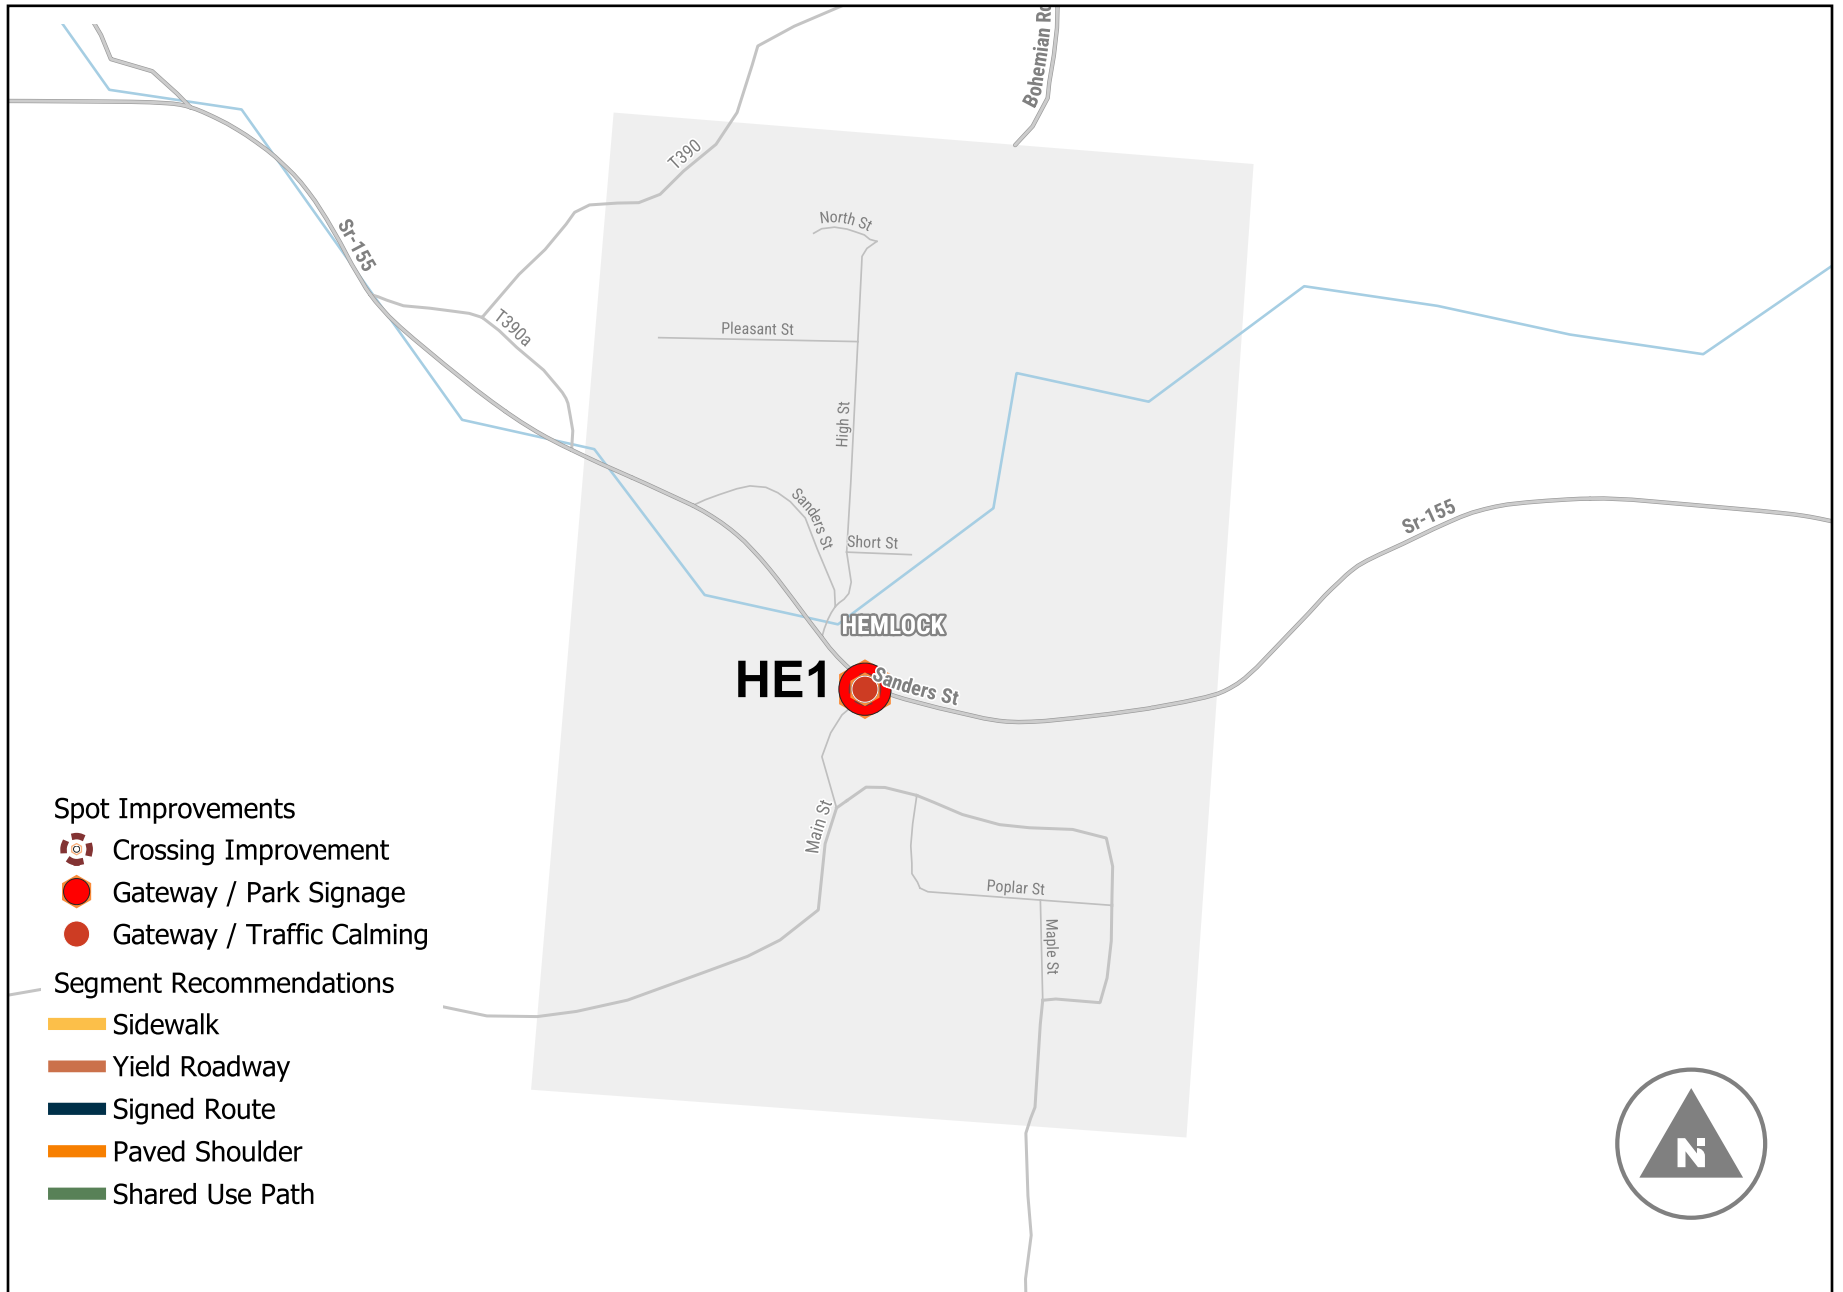 Bohemian Rd
T390
North St
Sr-155
T390a
Pleasant St
High St
Sanders St
Short St
Sr-155
HEMLOCK
HE1
Sanders St
Main St
Poplar St
Maple St
Spot Improvements
Crossing Improvement
Gateway / Park Signage
Gateway / Traffic Calming
Segment Recommendations
Sidewalk
Yield Roadway
Signed Route
Paved Shoulder
Shared Use Path
N